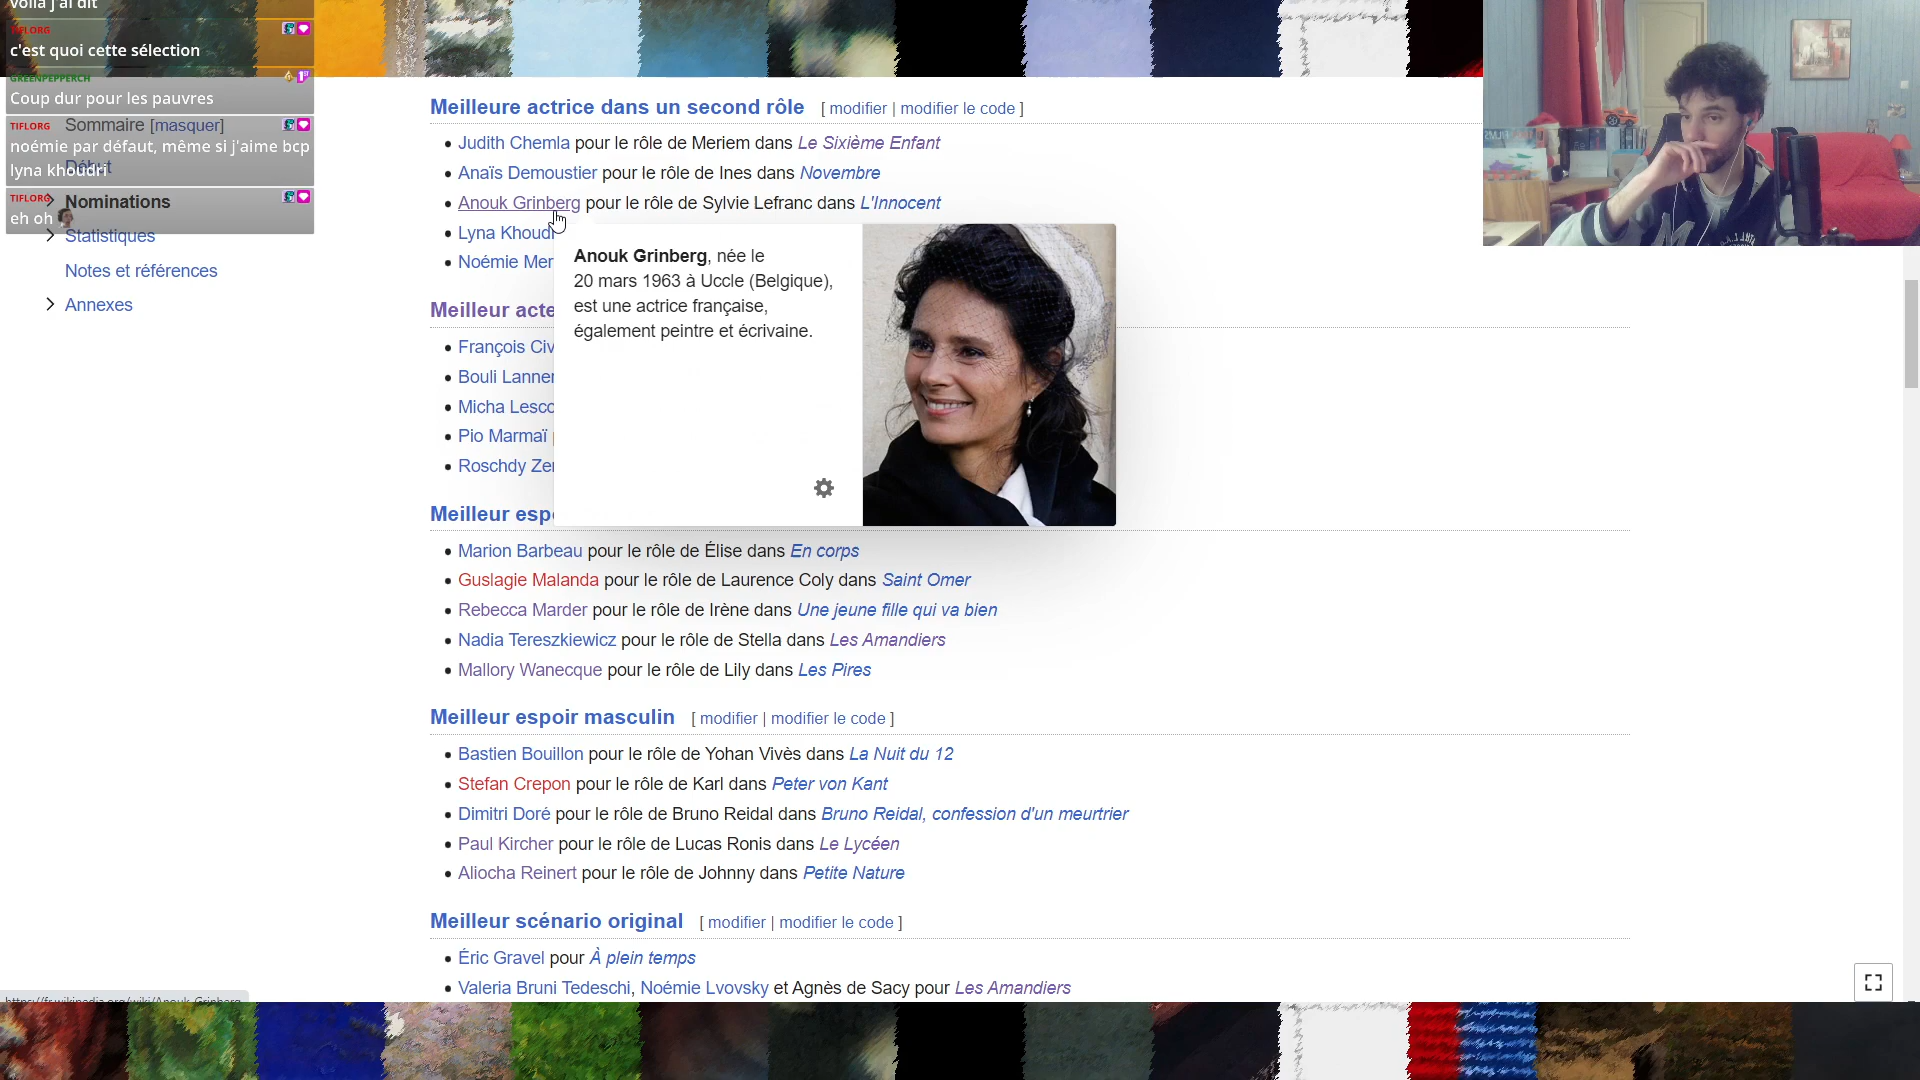 voilà j'ai dit
TIFLORG
c'est quoi cette sélection
GREENPEPPERCH
Coup dur pour les pauvres
TIFLORG
noémie par défaut, même si j'aime bcp
lyna khoudri
TIFLORG
eh oh
Sommaire [masquer]
Début
Nominations
Statistiques
Notes et références
Annexes
Meilleure actrice dans un second rôle [ modifier | modifier le code ]
• Judith Chemla pour le rôle de Meriem dans Le Sixième Enfant
• Anaïs Demoustier pour le rôle de Ines dans Novembre
• Anouk Grinberg pour le rôle de Sylvie Lefranc dans L'Innocent
• Lyna Khoudr
• Noémie Mer
Anouk Grinberg, née le
20 mars 1963 à Uccle (Belgique),
est une actrice française,
également peintre et écrivaine.
Meilleur acte
• François Civ
• Bouli Lanner
• Micha Lesco
• Pio Marmaï
• Roschdy Zer
Meilleur espo
• Marion Barbeau pour le rôle de Élise dans En corps
• Guslagie Malanda pour le rôle de Laurence Coly dans Saint Omer
• Rebecca Marder pour le rôle de Irène dans Une jeune fille qui va bien
• Nadia Tereszkiewicz pour le rôle de Stella dans Les Amandiers
• Mallory Wanecque pour le rôle de Lily dans Les Pires
Meilleur espoir masculin [ modifier | modifier le code ]
• Bastien Bouillon pour le rôle de Yohan Vivès dans La Nuit du 12
• Stefan Crepon pour le rôle de Karl dans Peter von Kant
• Dimitri Doré pour le rôle de Bruno Reidal dans Bruno Reidal, confession d'un meurtrier
• Paul Kircher pour le rôle de Lucas Ronis dans Le Lycéen
• Aliocha Reinert pour le rôle de Johnny dans Petite Nature
Meilleur scénario original [ modifier | modifier le code ]
• Éric Gravel pour À plein temps
• Valeria Bruni Tedeschi, Noémie Lvovsky et Agnès de Sacy pour Les Amandiers
https://fr.wikipedia.org/wiki/Anouk_Grinberg